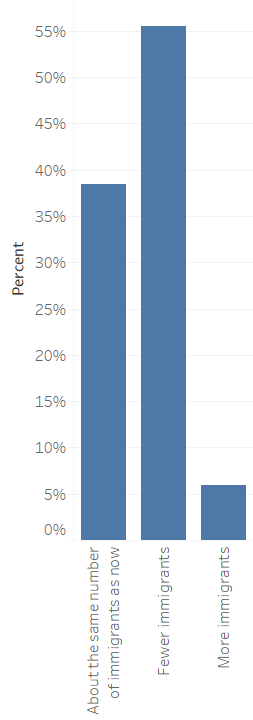 55%
50%
45%
40%
35%
30%
25%
20%
15%
10%
5%
0%
Percent
About the same number
of immigrants as now
Fewer immigrants
More immigrants